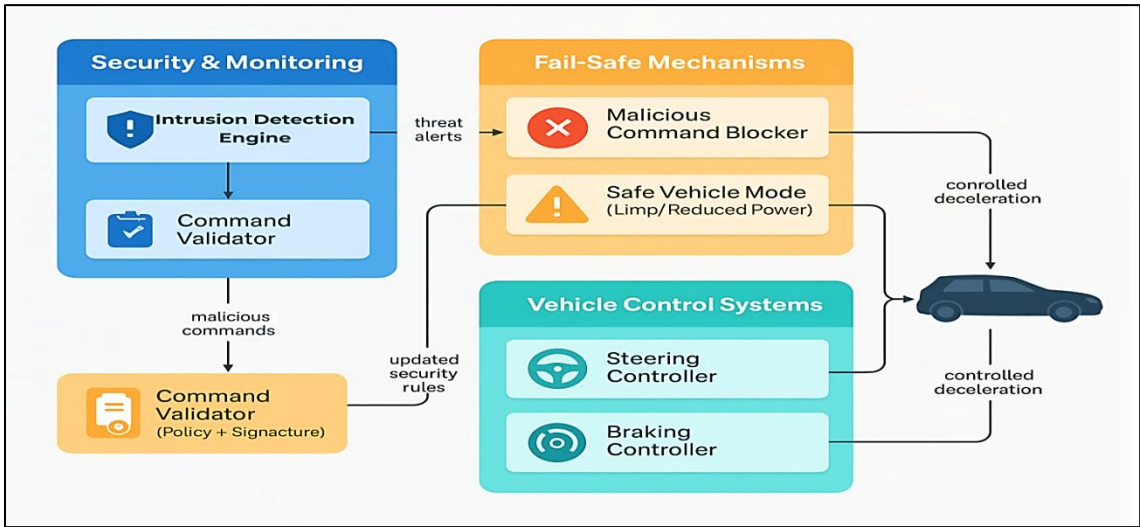 Security & Monitoring
Intrusion Detection
Engine
Command
Validator
malicious
commands
Command
Validator
(Policy + Signacture)
threat
alerts
updated
security
rules
Fail-Safe Mechanisms
Malicious
Command Blocker
Safe Vehicle Mode
(Limp/Reduced Power)
Vehicle Control Systems
Steering
Controller
Braking
Controller
conrolled
deceleration
controlled
deceleration